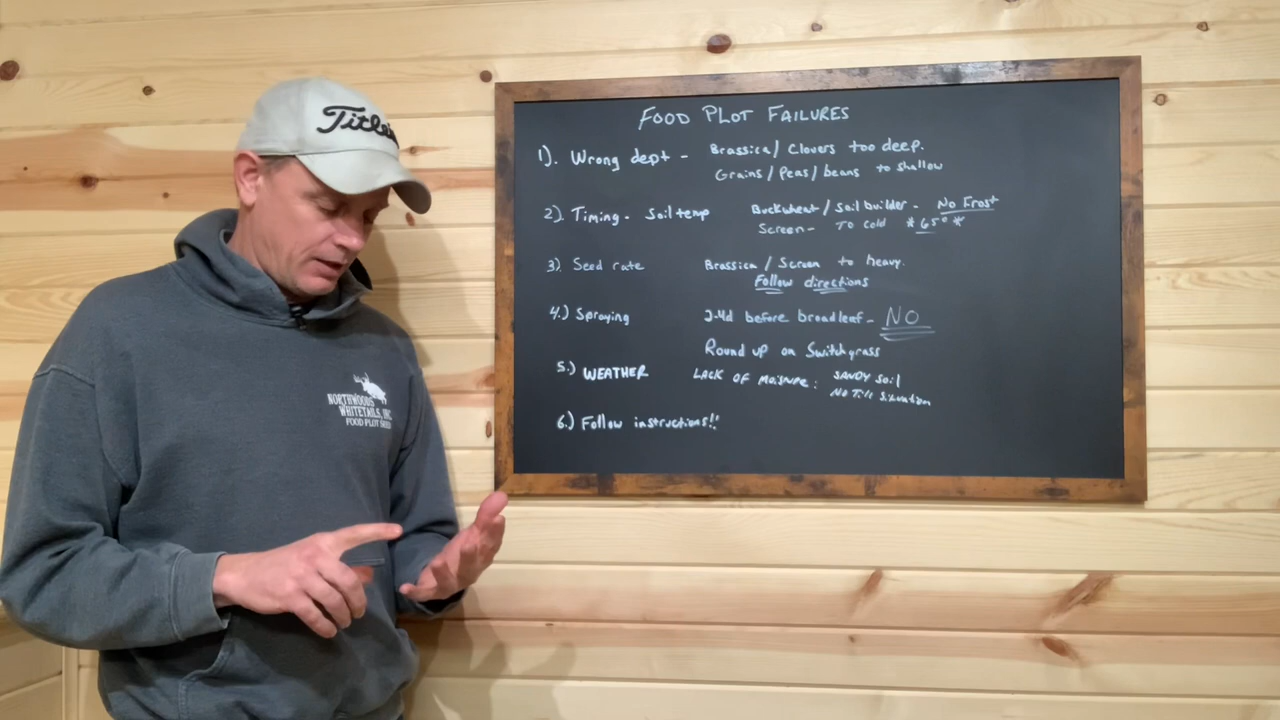 Titleis
NORTHWOODS
WHITETAILS, INC
FOOD PLOT SEED
FOOD PLOT FAILURES
1). Wrong dept - Brassica/Clovers too deep.
Grains/Peas/beans to shallow
2) Timing - Soil temp Buckwheat/Soil builder - No Frost
Screen - To Cold *65°*
3) Seed rate Brassica/Screen to heavy.
Follow directions
4.) Spraying 2-4d before broadleaf - NO
Round up on Switchgrass
5.) WEATHER LACK OF Moisture: SANDY Soil
No Till Situation
6.) Follow instructions!!